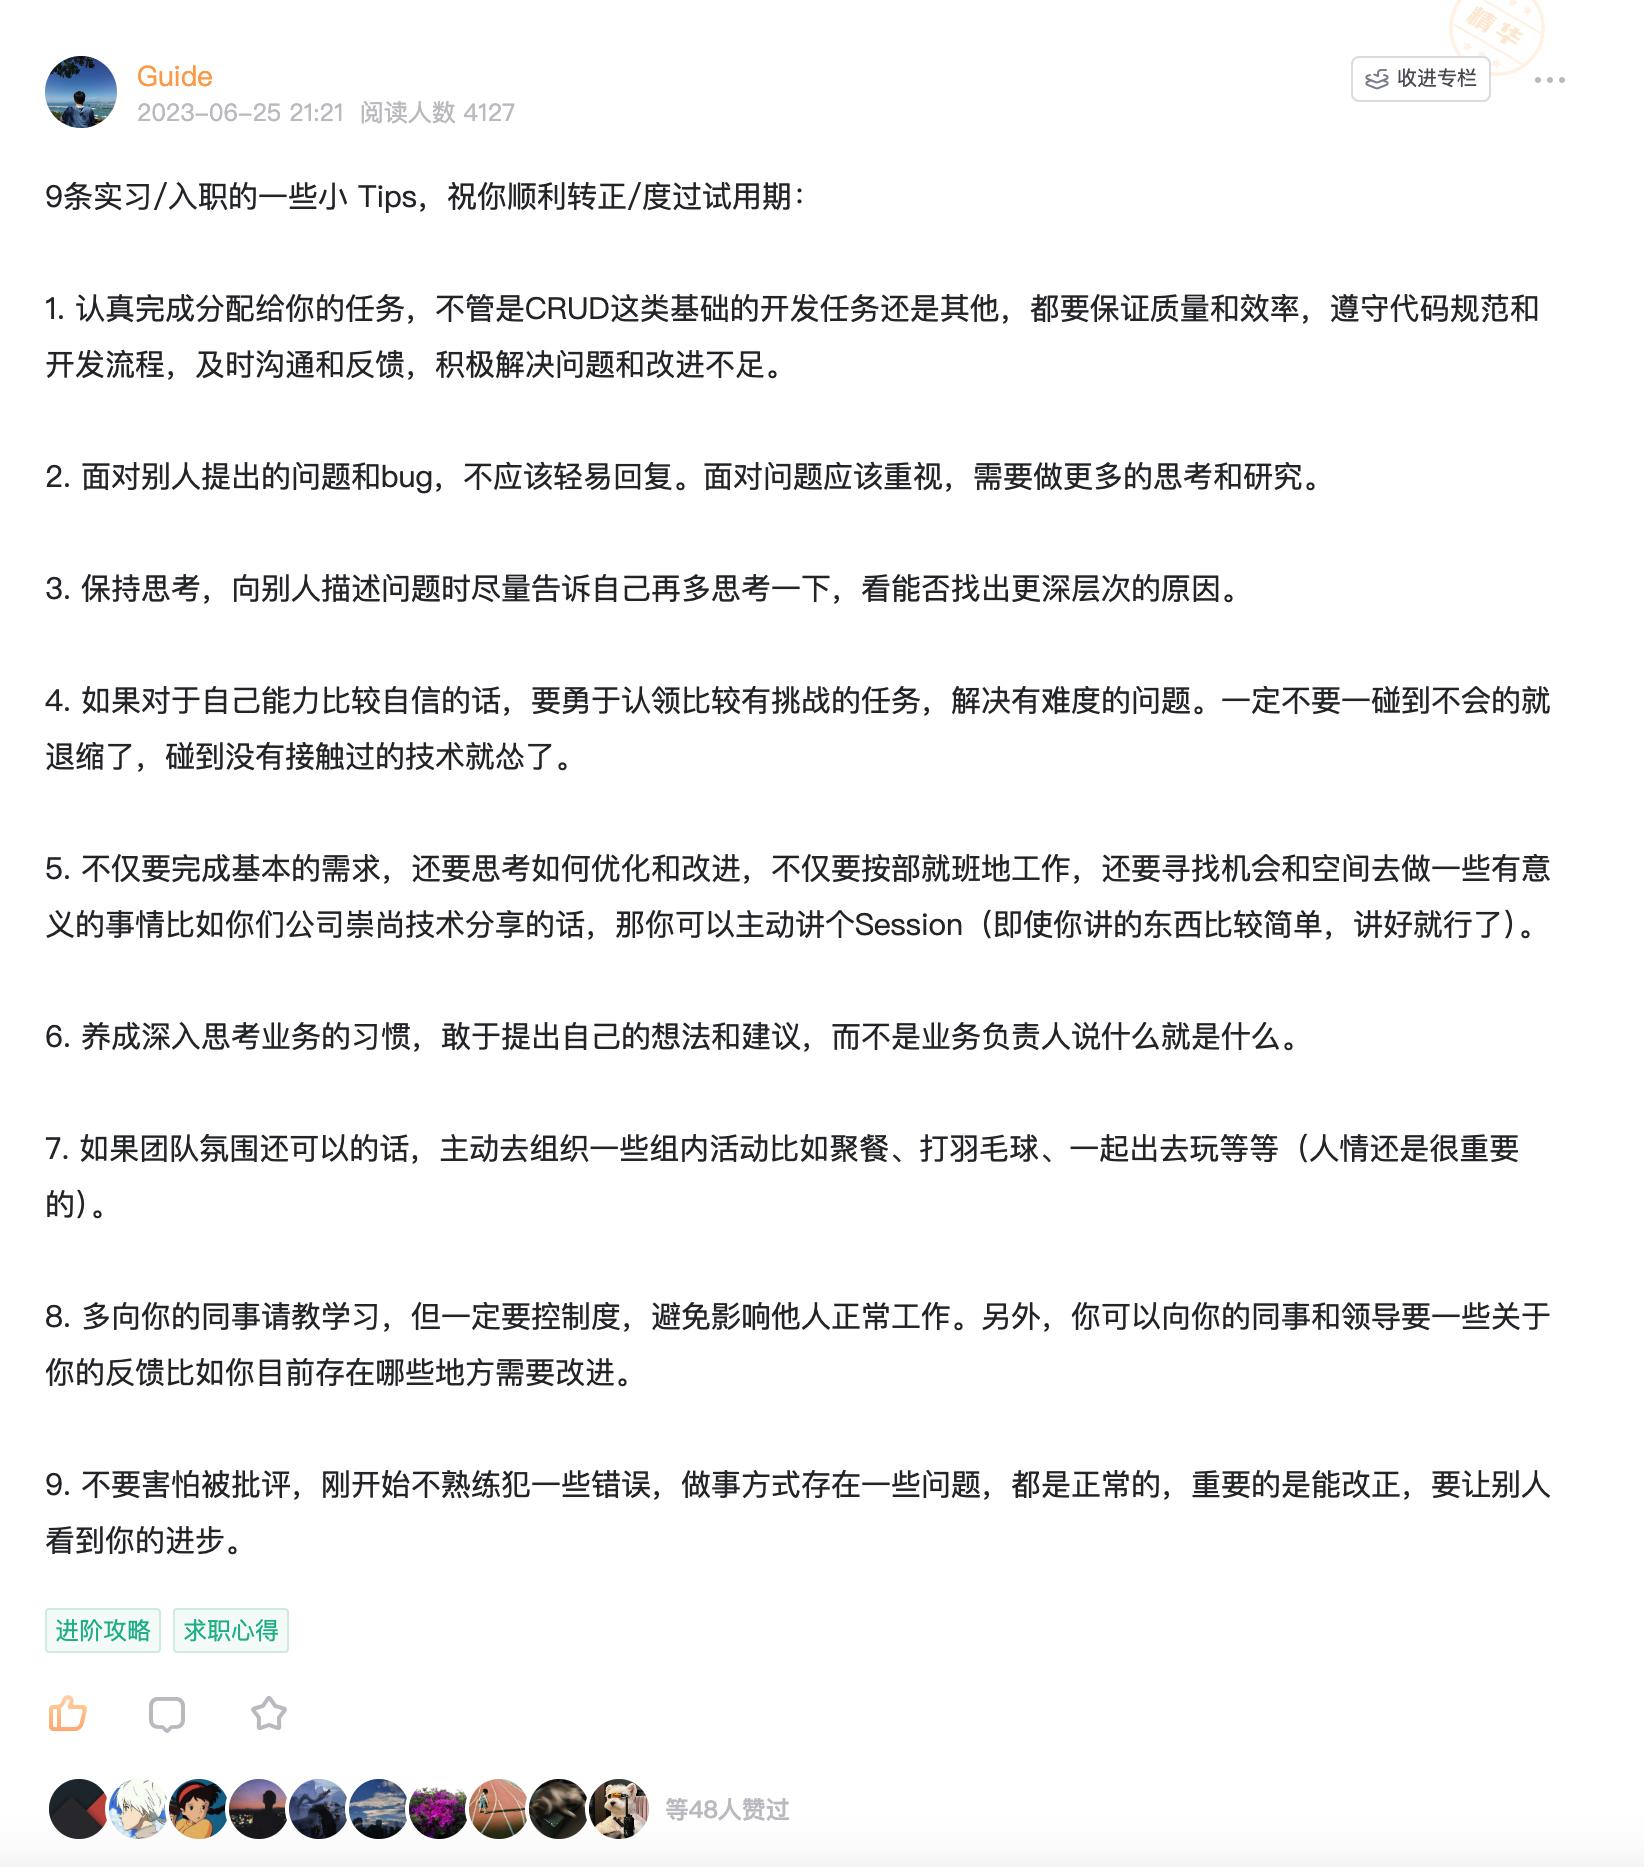 精华
Guide
2023-06-25 21:21 阅读人数 4127
收进专栏
9条实习/入职的一些小 Tips，祝你顺利转正/度过试用期：
1. 认真完成分配给你的任务，不管是CRUD这类基础的开发任务还是其他，都要保证质量和效率，遵守代码规范和
开发流程，及时沟通和反馈，积极解决问题和改进不足。
2. 面对别人提出的问题和bug，不应该轻易回复。面对问题应该重视，需要做更多的思考和研究。
3. 保持思考，向别人描述问题时尽量告诉自己再多思考一下，看能否找出更深层次的原因。
4. 如果对于自己能力比较自信的话，要勇于认领比较有挑战的任务，解决有难度的问题。一定不要一碰到不会的就
退缩了，碰到没有接触过的技术就怂了。
5. 不仅要完成基本的需求，还要思考如何优化和改进，不仅要按部就班地工作，还要寻找机会和空间去做一些有意
义的事情比如你们公司崇尚技术分享的话，那你可以主动讲个Session（即使你讲的东西比较简单，讲好就行了）。
6. 养成深入思考业务的习惯，敢于提出自己的想法和建议，而不是业务负责人说什么就是什么。
7. 如果团队氛围还可以的话，主动去组织一些组内活动比如聚餐、打羽毛球、一起出去玩等等（人情还是很重要
的）。
8. 多向你的同事请教学习，但一定要控制度，避免影响他人正常工作。另外，你可以向你的同事和领导要一些关于
你的反馈比如你目前存在哪些地方需要改进。
9. 不要害怕被批评，刚开始不熟练犯一些错误，做事方式存在一些问题，都是正常的，重要的是能改正，要让别人
看到你的进步。
进阶攻略 求职心得
等48人赞过